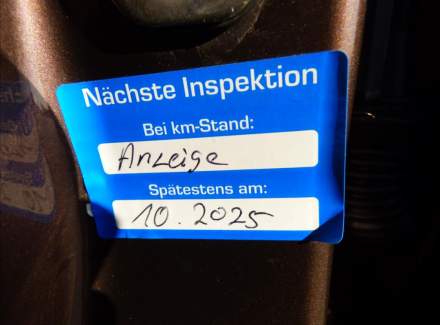 Nächste Inspektion
Bei km-Stand:
Anzeige
Spätestens am:
10.2025